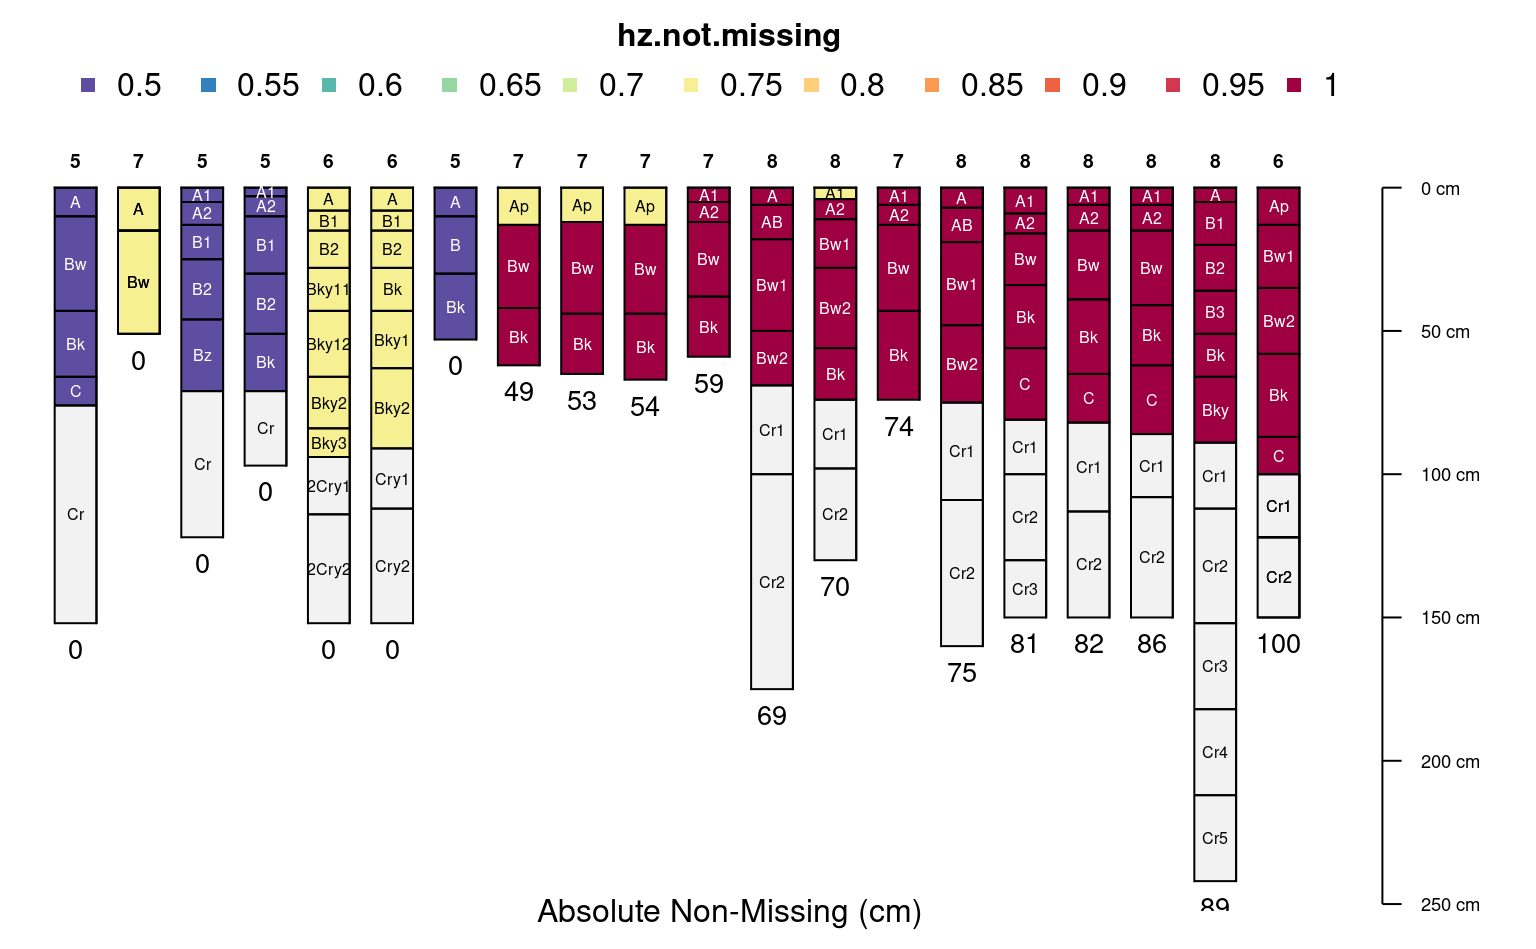 hz.not.missing
0.5 0.55 0.6 0.65 0.7 0.75 0.8 0.85 0.9 0.95 1
5 7 5 5 6 6 5 7 7 7 7 8 8 7 8 8 8 8 8 6
A Bw Bk C Cr 0
A Bw 0
A1 A2 B1 B2 Bz Cr 0
A1 A2 B1 B2 Bk Cr 0
A B1 B2 Bky11 Bky12 Bky2 Bky3 2Cry1 2Cry2 0
A B1 B2 Bk Bky1 Bky2 Cry1 Cry2 0
A B Bk 0
Ap Bw Bk 49
Ap Bw Bk 53
Ap Bw Bk 54
A1 A2 Bw Bk 59
A AB Bw1 Bw2 Cr1 Cr2 69
A1 A2 Bw1 Bw2 Bk Cr1 Cr2 70
A1 A2 Bw Bk 74
A AB Bw1 Bw2 Cr1 Cr2 75
A1 A2 Bw Bk C Cr1 Cr2 Cr3 81
A1 A2 Bw Bk C Cr1 Cr2 82
A1 A2 Bw Bk C Cr1 Cr2 86
A B1 B2 B3 Bk Bky Cr1 Cr2 Cr3 Cr4 Cr5 89
Ap Bw1 Bw2 Bk C Cr1 Cr2 100
0 cm
50 cm
100 cm
150 cm
200 cm
250 cm
Absolute Non-Missing (cm)